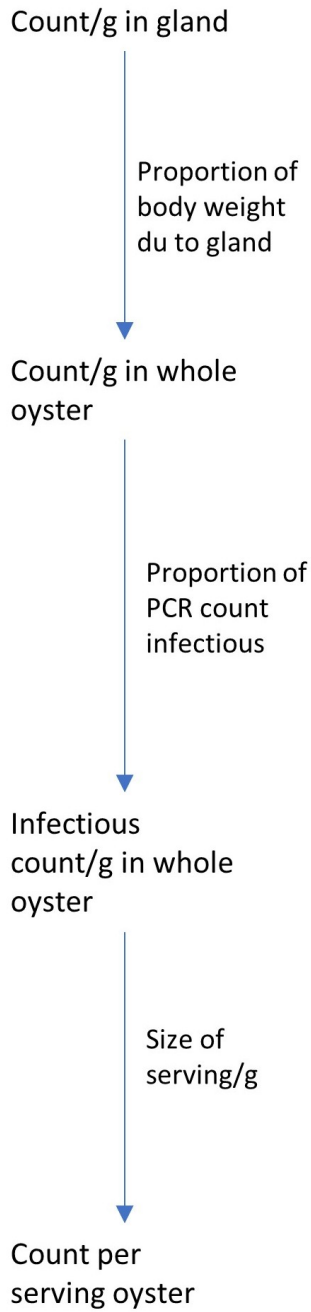 Count/g in gland
Proportion of
body weight
du to gland
Count/g in whole
oyster
Proportion of
PCR count
infectious
Infectious
count/g in whole
oyster
Size of
serving/g
Count per
serving oyster